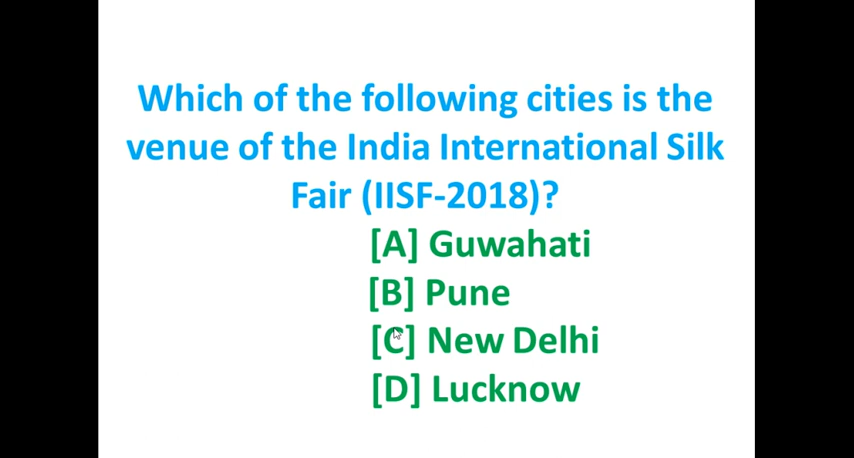 Which of the following cities is the
venue of the India International Silk
Fair (IISF-2018)?
[A] Guwahati
[B] Pune
[C] New Delhi
[D] Lucknow